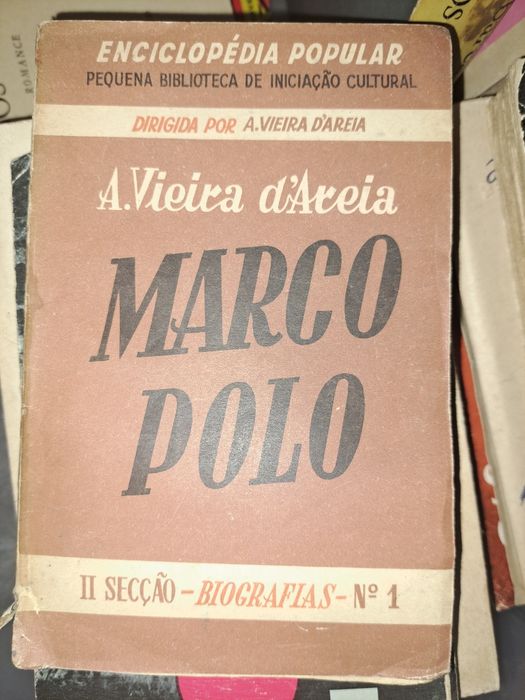 ENCICLOPÉDIA POPULAR
PEQUENA BIBLIOTECA DE INICIAÇÃO CULTURAL
DIRIGIDA POR A.VIEIRA D'AREIA
A.Vieira d'Areia
MARCO
POLO
II SECÇÃO - BIOGRAFIAS - Nº 1
ROMANCE